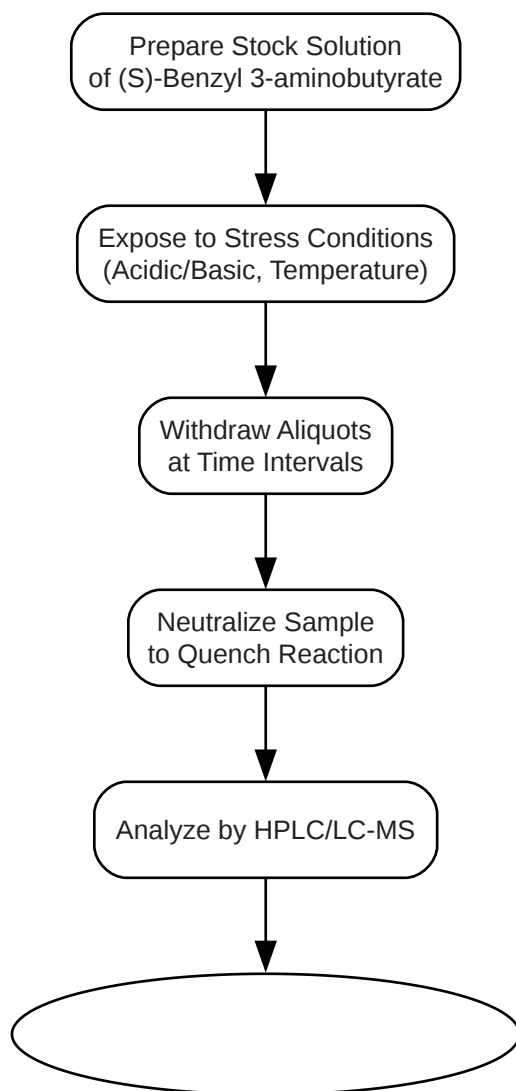 Prepare Stock Solution
of (S)-Benzyl 3-aminobutyrate
Expose to Stress Conditions
(Acidic/Basic, Temperature)
Withdraw Aliquots
at Time Intervals
Neutralize Sample
to Quench Reaction
Analyze by HPLC/LC-MS